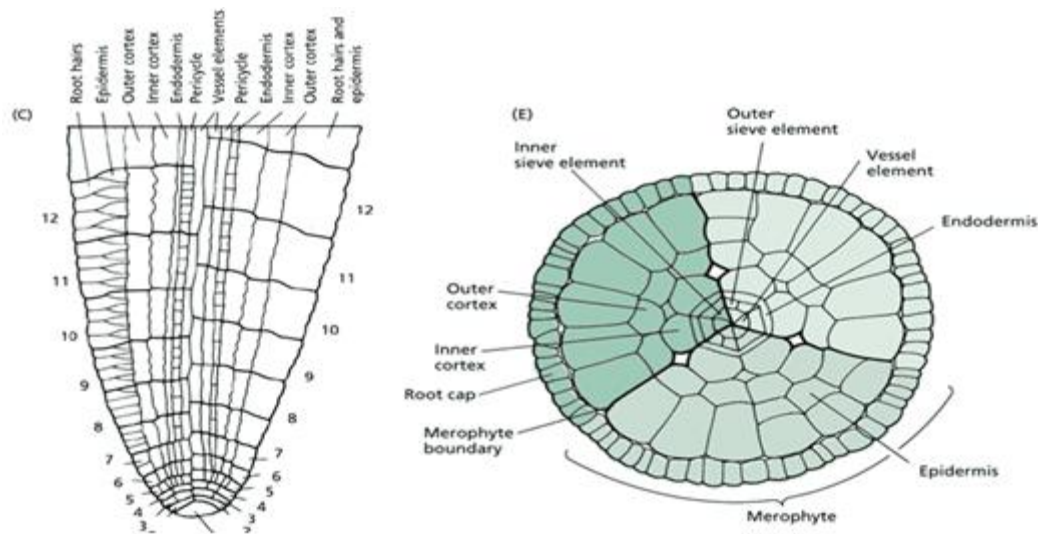 (C)
Root hairs
Epidermis
Outer cortex
Inner cortex
Endodermis
Pericycle
Vessel elements
Pericycle
Endodermis
Inner cortex
Outer cortex
Root hairs and
epidermis
12
11
10
9
8
7
6
5
4
3
12
11
10
9
8
7
6
5
4
3
(E)
Outer
sieve element
Inner
sieve element
Vessel
element
Endodermis
Outer
cortex
Inner
cortex
Root cap
Merophyte
boundary
Epidermis
Merophyte